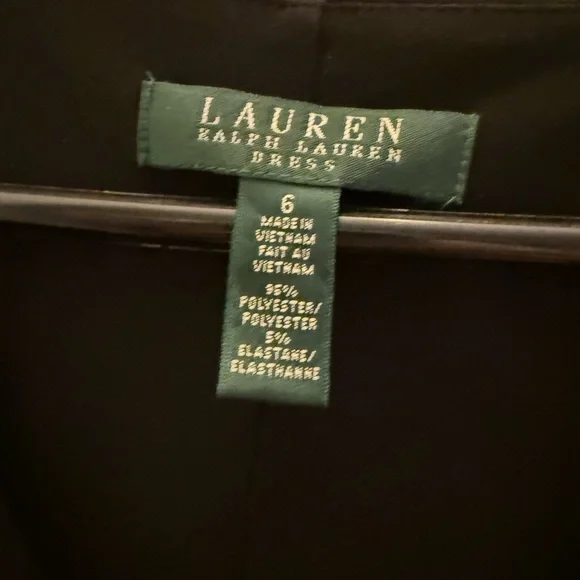 LAUREN
RALPH LAUREN
DRESS
6
MADE IN
VIETNAM
FAIT AU
VIETNAM
95%
POLYESTER/
POLYESTER
5%
ELASTANE/
ELASTHANNE